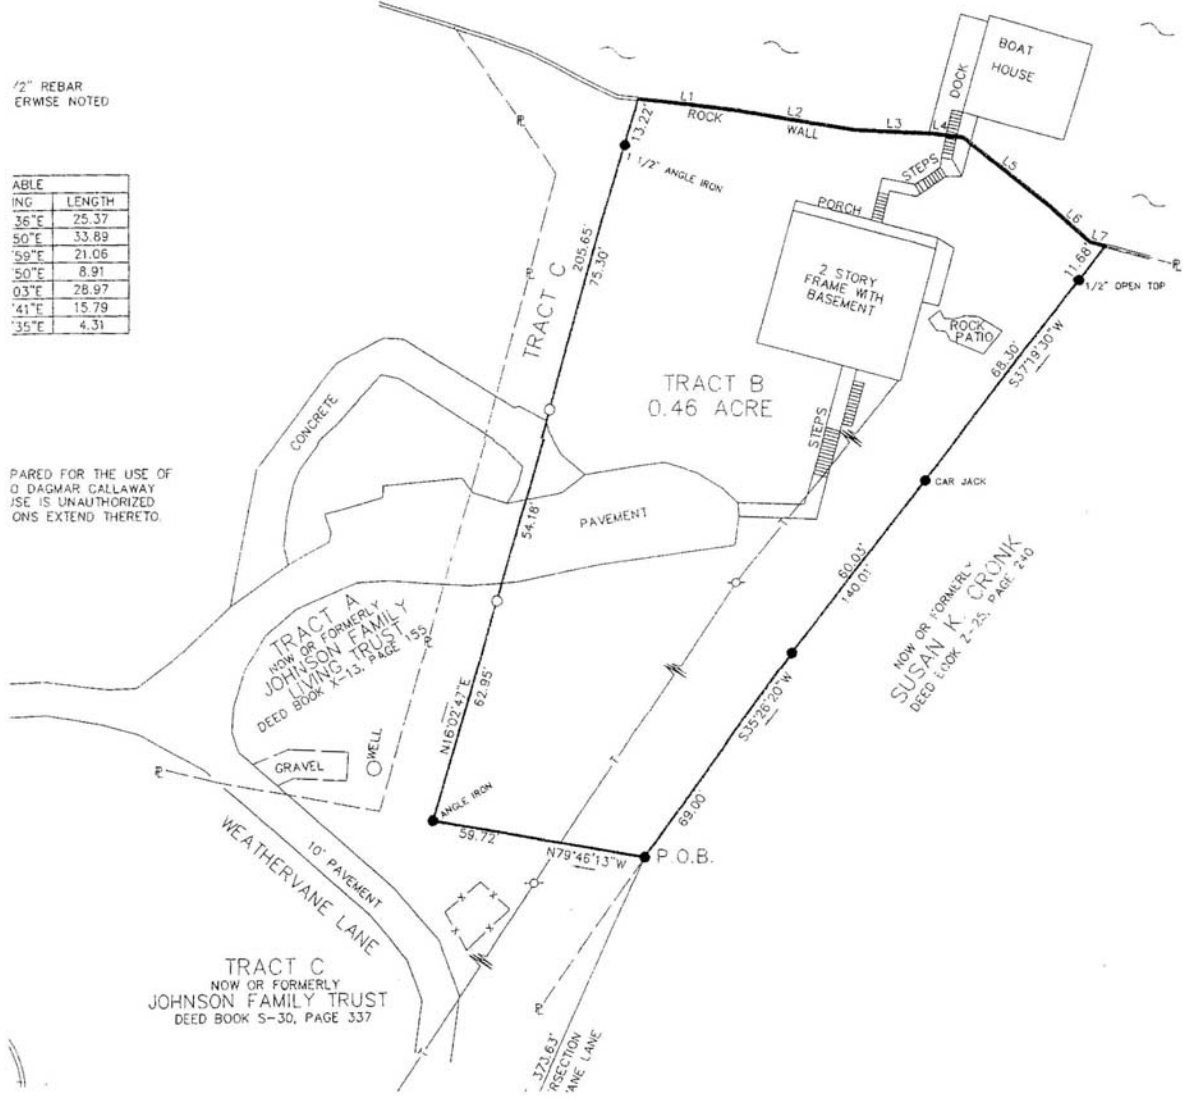 /2" REBAR
ERWISE NOTED
ABLE
ING LENGTH
36"E 25.37
50"E 33.89
'59"E 21.06
'50"E 8.91
03"E 28.97
'41"E 15.79
'35"E 4.31
PARED FOR THE USE OF
D DAGMAR CALLAWAY
JSE IS UNAUTHORIZED
ONS EXTEND THERETO.
BOAT
HOUSE
DOCK
L1
ROCK
L2
WALL
L3
L4
L5
L6
L7
STEPS
PORCH
2 STORY
FRAME WITH
BASEMENT
ROCK
PATIO
13.22'
1 1/2" ANGLE IRON
11.68'
1/2" OPEN TOP
205.65'
75.30'
TRACT C
68.30'
S37°19'30"W
TRACT B
0.46 ACRE
STEPS
CONCRETE
CAR JACK
54.18'
PAVEMENT
60.03'
140.01'
NOW OR FORMERLY
SUSAN K. CRONK
DEED BOOK Z-25, PAGE 240
TRACT A
NOW OR FORMERLY
JOHNSON FAMILY
LIVING TRUST
DEED BOOK X-13, PAGE 155
N16°02'47"E
62.95'
S35°26'20"W
69.00'
WELL
GRAVEL
ANGLE IRON
59.72'
N79°46'13"W
P.O.B.
10' PAVEMENT
WEATHERVANE LANE
TRACT C
NOW OR FORMERLY
JOHNSON FAMILY TRUST
DEED BOOK S-30, PAGE 337
373.63'
RSECTION
ANE LANE
T
T
T
X
X
X
X
℄
℄
℄
℄
℄
℄